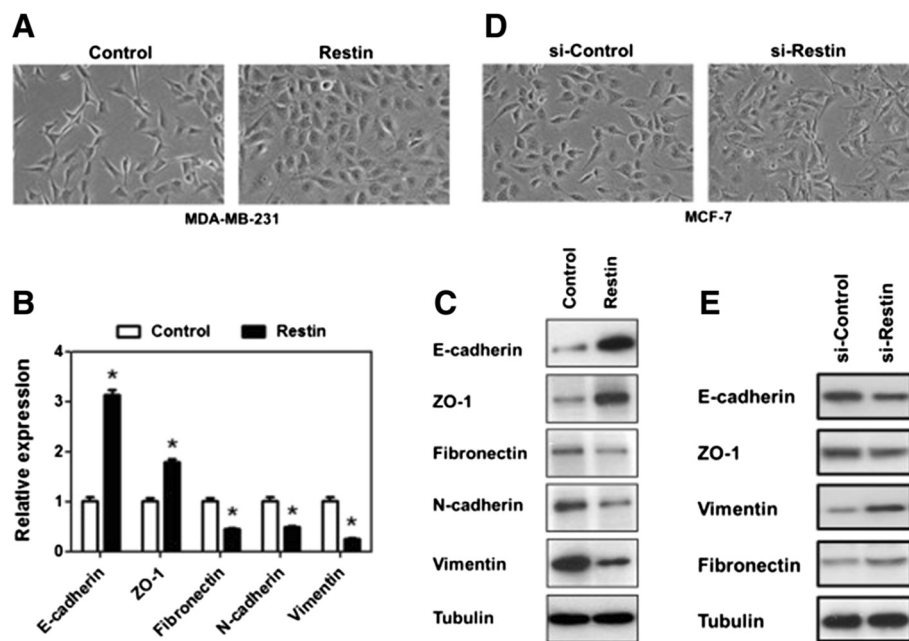 A
Control
Restin
MDA-MB-231
D
si-Control
si-Restin
MCF-7
B
Control
Restin
Relative expression
4
3
2
1
0
*
*
*
*
*
E-cadherin
ZO-1
Fibronectin
N-cadherin
Vimentin
C
Control
Restin
E-cadherin
ZO-1
Fibronectin
N-cadherin
Vimentin
Tubulin
E
si-Control
si-Restin
E-cadherin
ZO-1
Vimentin
Fibronectin
Tubulin